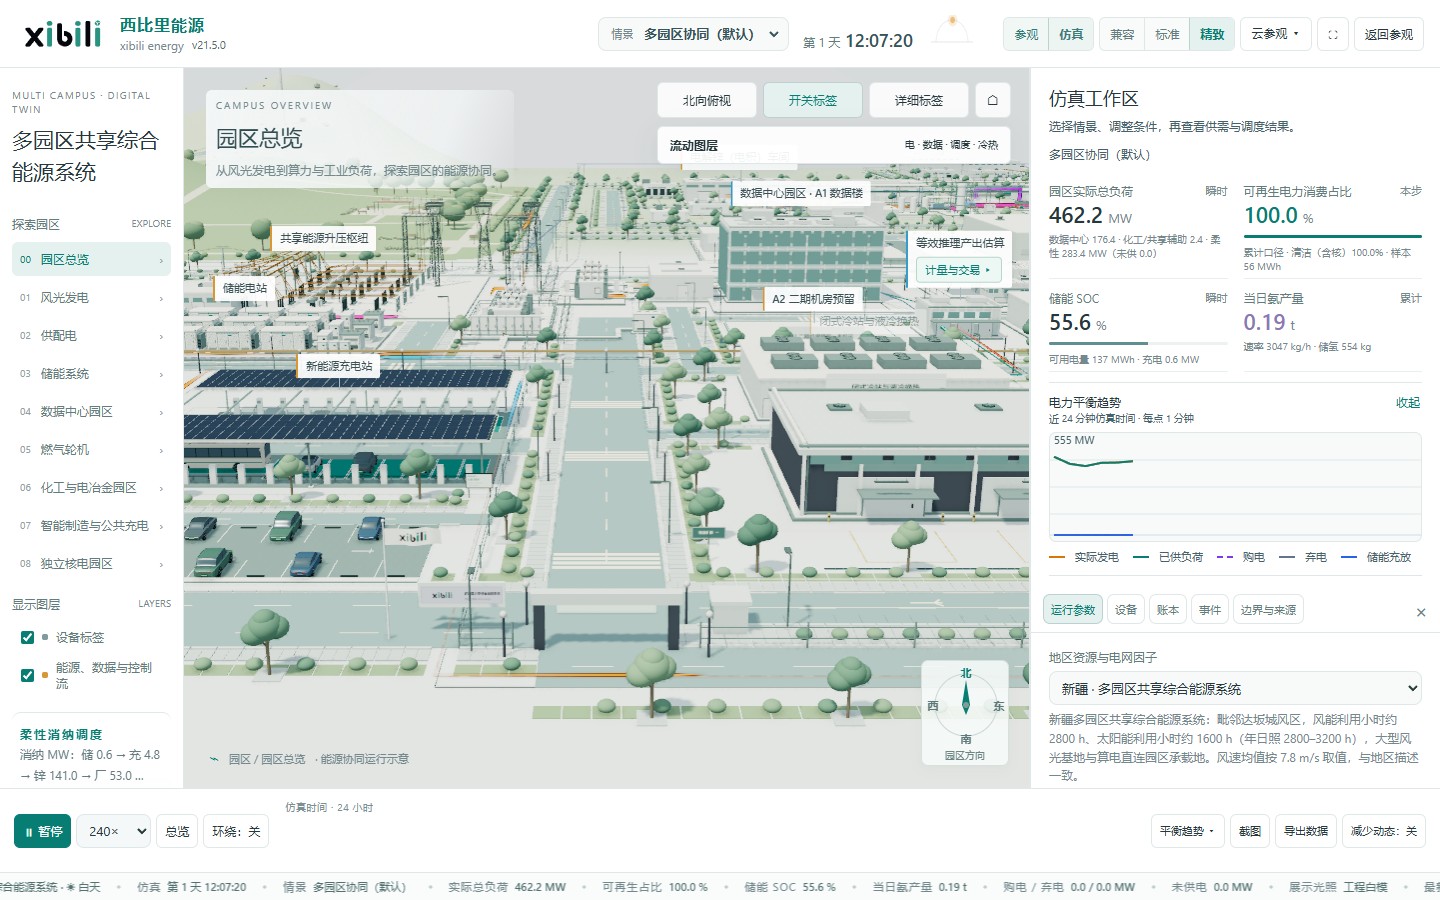 xibili
西比里能源
xibili energy v21.5.0
情景 多园区协同（默认）
第 1 天 12:07:20
参观 仿真
兼容 标准 精致
云参观
返回参观
MULTI CAMPUS · DIGITAL
TWIN
多园区共享综合
能源系统
探索园区 EXPLORE
00 园区总览 ›
01 风光发电 ›
02 供配电 ›
03 储能系统 ›
04 数据中心园区 ›
05 燃气轮机 ›
06 化工与电冶金园区 ›
07 智能制造与公共充电 ›
08 独立核电园区 ›
显示图层 LAYERS
设备标签
能源、数据与控制
流
柔性消纳调度
消纳 MW：储 0.6 → 充 4.8
→ 锌 141.0 → 厂 53.0 ...
CAMPUS OVERVIEW
园区总览
从风光发电到算力与工业负荷，探索园区的能源协同。
北向俯视
开关标签
详细标签
流动图层
电 · 数据 · 调度 · 冷热
数据中心园区 · A1 数据楼
共享能源升压枢纽
等效推理产出估算
计量与交易 ▸
储能电站
A2 二期机房预留
闭式冷站与液冷换热
新能源充电站
xibili
xibili
北
西
东
南
园区方向
园区 / 园区总览 · 能源协同运行示意
仿真工作区
选择情景、调整条件，再查看供需与调度结果。
多园区协同（默认）
园区实际总负荷 瞬时
462.2 MW
数据中心 176.4 · 化工/共享辅助 2.4 · 柔
性 283.4 MW（未供 0.0）
可再生电力消费占比 本步
100.0 %
累计口径 · 清洁（含核）100.0% · 样本
56 MWh
储能 SOC 瞬时
55.6 %
可用电量 137 MWh · 充电 0.6 MW
当日氨产量 累计
0.19 t
速率 3047 kg/h · 储氢 554 kg
电力平衡趋势 收起
近 24 分钟仿真时间 · 每点 1 分钟
555 MW
实际发电 已供负荷 购电 弃电 储能充放
运行参数 设备 账本 事件 边界与来源 ×
地区资源与电网因子
新疆 · 多园区共享综合能源系统
新疆多园区共享综合能源系统：毗邻达坂城风区，风能利用小时约
2800 h、太阳能利用小时约 1600 h（年日照 2800–3200 h），大型风
光基地与算电直连园区承载地。风速均值按 7.8 m/s 取值，与地区描述
一致。
仿真时间 · 24 小时
暂停
240×
总览
环绕：关
平衡趋势
截图
导出数据
减少动态：关
合能源系统 · ☀ 白天 • 仿真 第 1 天 12:07:20 • 情景 多园区协同（默认） • 实际总负荷 462.2 MW • 可再生占比 100.0 % • 储能 SOC 55.6 % • 当日氨产量 0.19 t • 购电 / 弃电 0.0 / 0.0 MW • 未供电 0.0 MW • 展示光照 工程白模 •